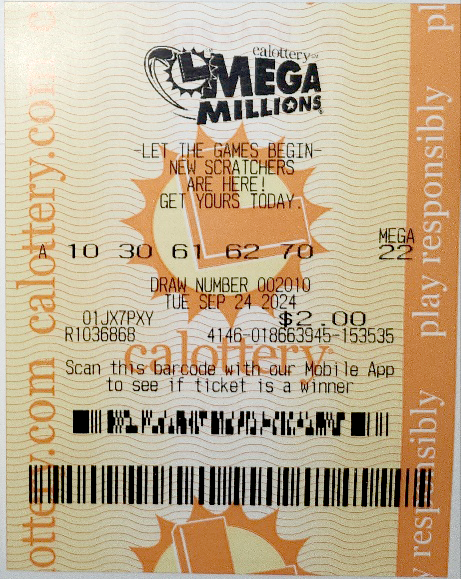 calottery
MEGA
MILLIONS
-LET THE GAMES BEGIN-
NEW SCRATCHERS
ARE HERE!
GET YOURS TODAY.
MEGA
A 10 30 61 62 70 22
DRAW NUMBER 002010
TUE SEP 24 2024
01JX7PXY $2.00
R1036868 4146-018663945-153535
calottery
Scan this barcode with our Mobile App
to see if ticket is a winner
calottery.com
ottery.com
play responsibly
play responsibly
pl